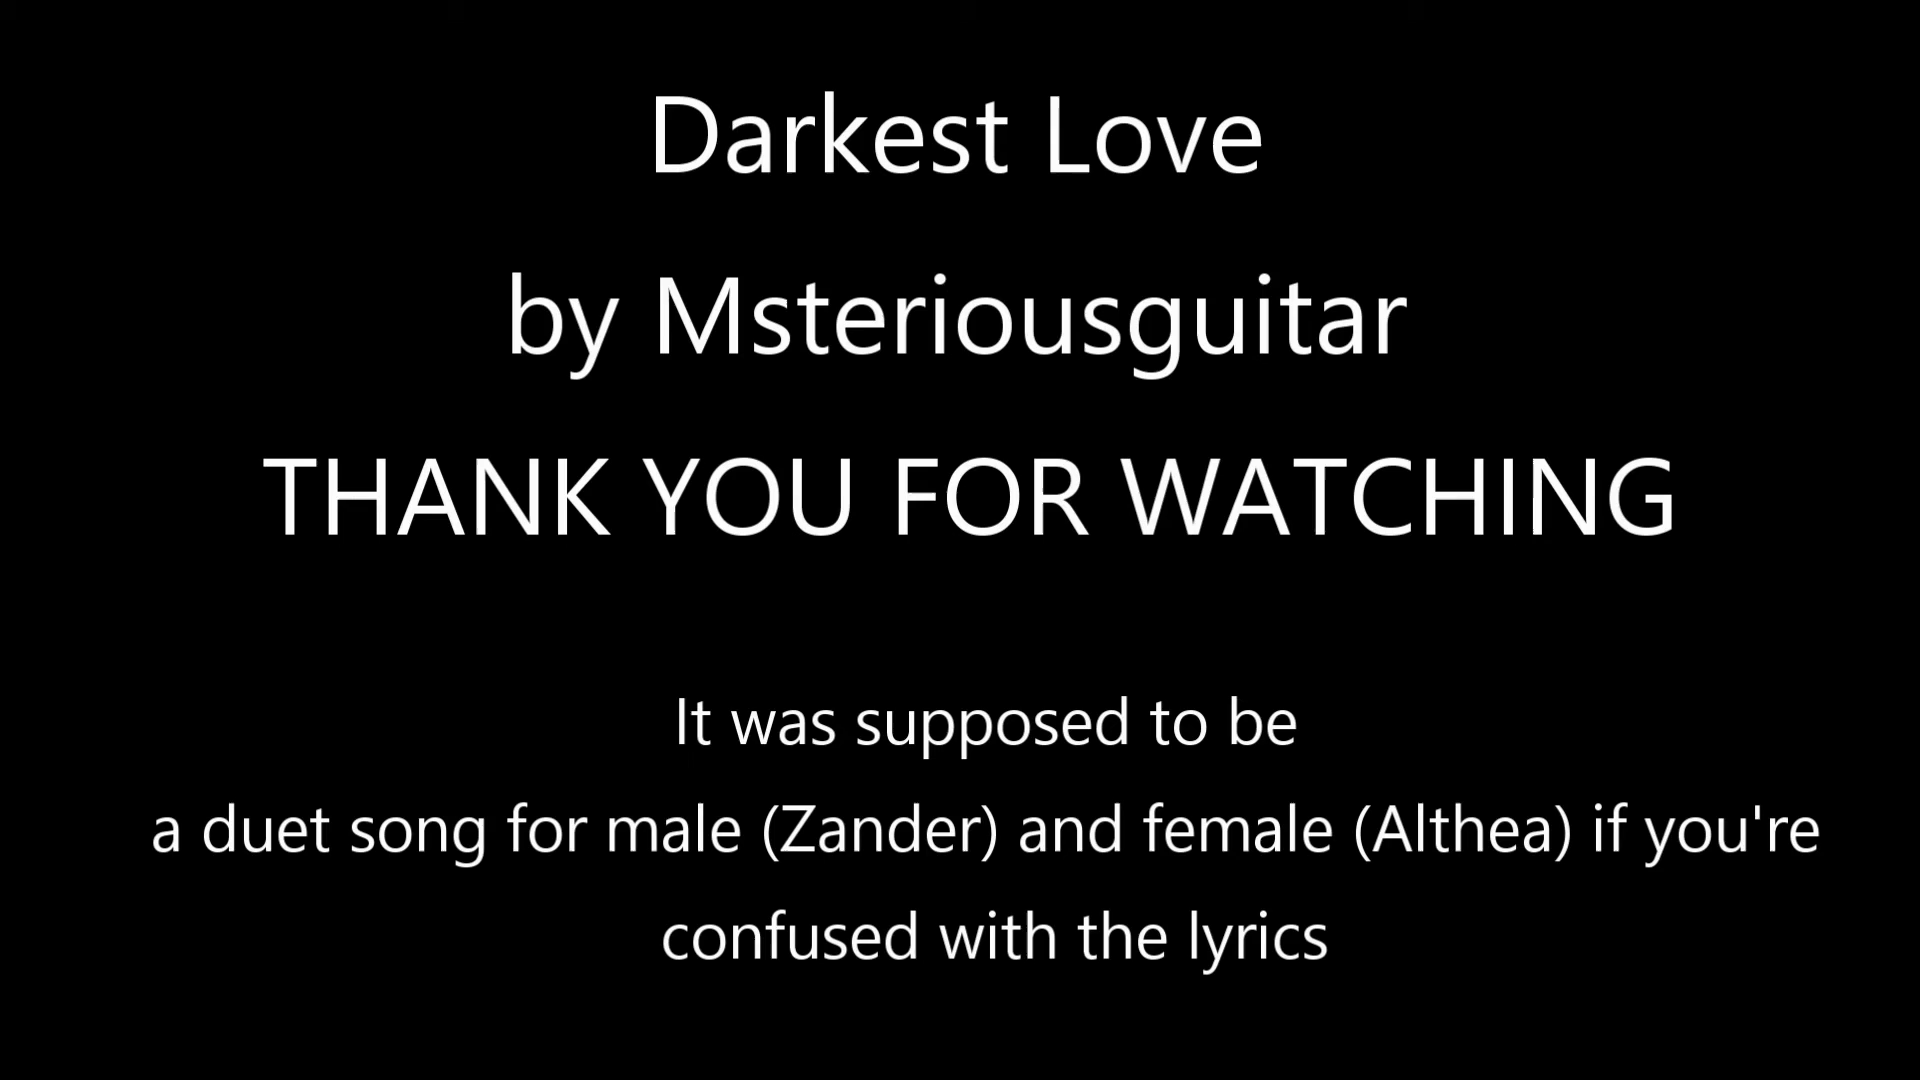 Darkest Love
by Msteriousguitar
THANK YOU FOR WATCHING
It was supposed to be
a duet song for male (Zander) and female (Althea) if you're
confused with the lyrics